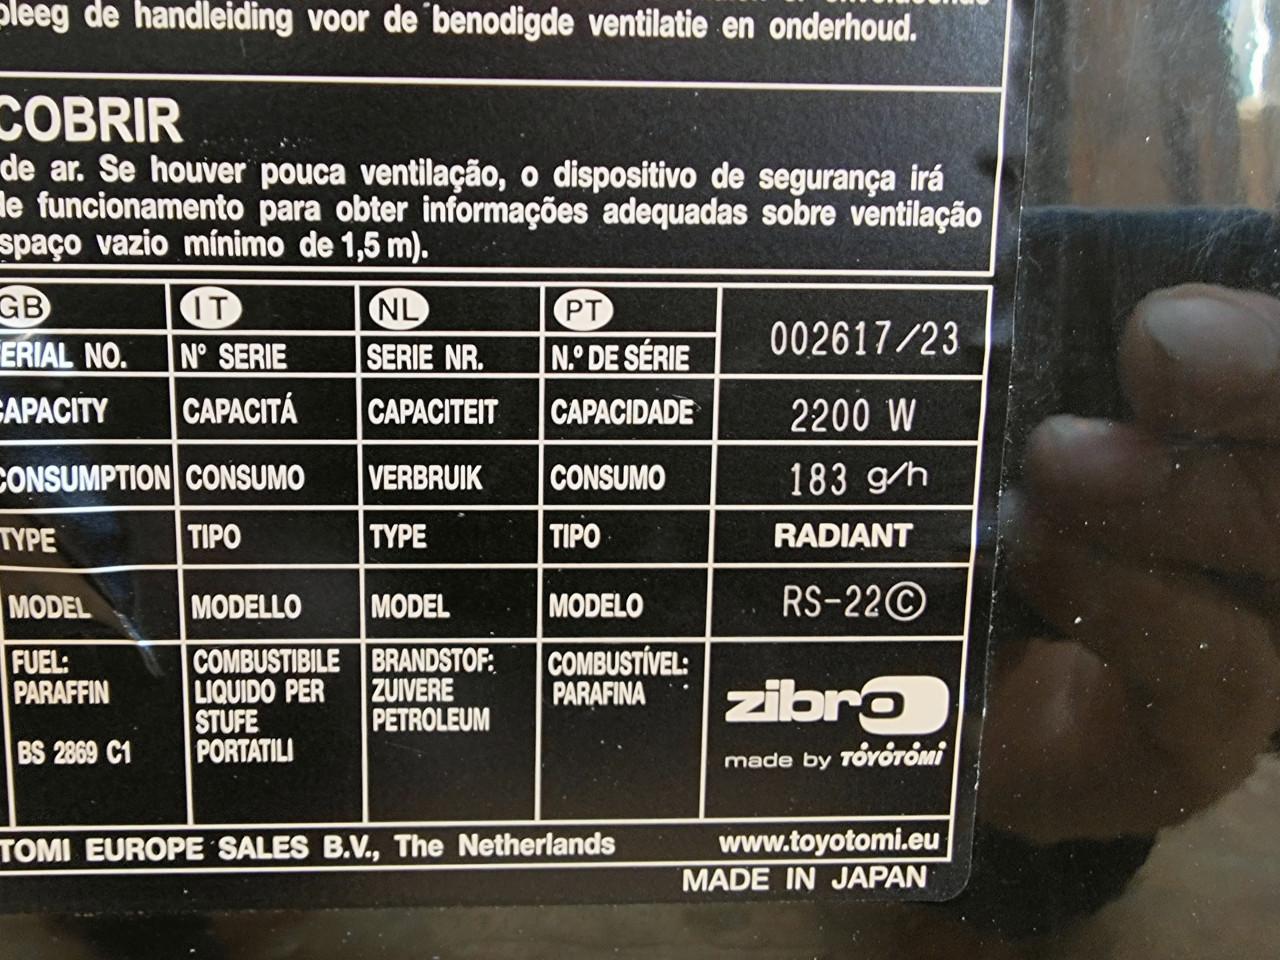 pleeg de handleiding voor de benodigde ventilatie en onderhoud.
COBRIR
de ar. Se houver pouca ventilação, o dispositivo de segurança irá
de funcionamento para obter informações adequadas sobre ventilação
spaço vazio mínimo de 1,5 m).
GB IT NL PT
ERIAL NO. N° SERIE SERIE NR. N.º DE SÉRIE 002617/23
CAPACITY CAPACITÁ CAPACITEIT CAPACIDADE 2200 W
CONSUMPTION CONSUMO VERBRUIK CONSUMO 183 g/h
TYPE TIPO TYPE TIPO RADIANT
MODEL MODELLO MODEL MODELO RS-22©
FUEL:
PARAFFIN
BS 2869 C1
COMBUSTIBILE
LIQUIDO PER
STUFE
PORTATILI
BRANDSTOF:
ZUIVERE
PETROLEUM
COMBUSTÍVEL:
PARAFINA
zibro
made by TOYOTOMI
TOMI EUROPE SALES B.V., The Netherlands www.toyotomi.eu
MADE IN JAPAN